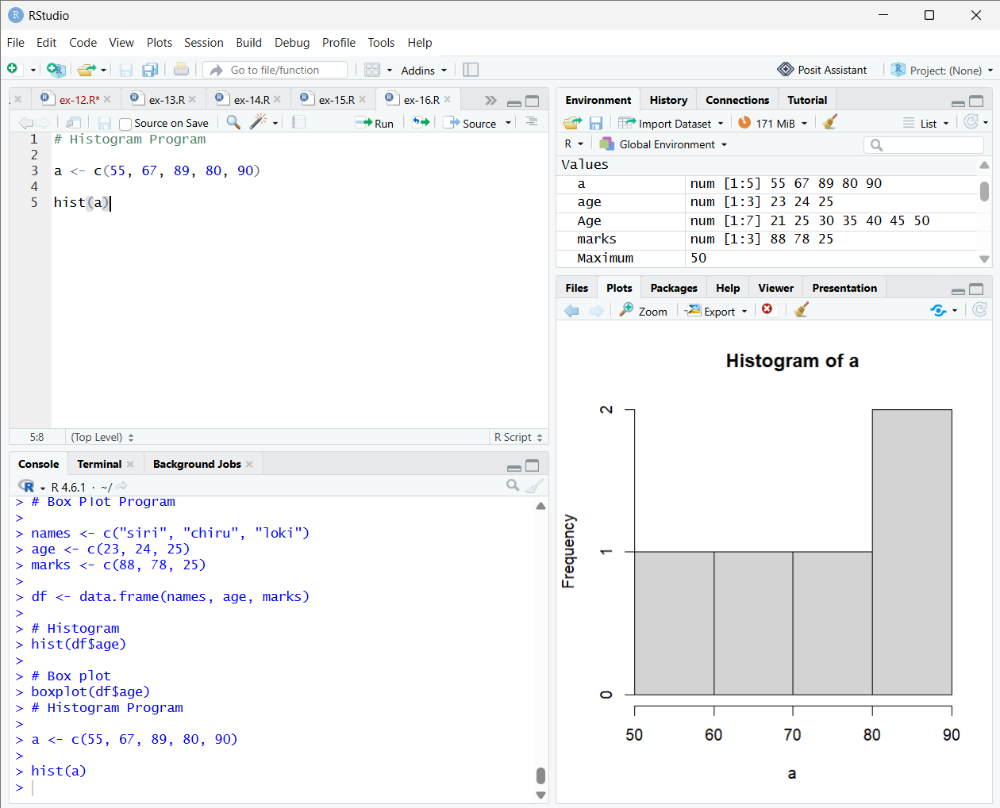 RStudio
File Edit Code View Plots Session Build Debug Profile Tools Help
Go to file/function Addins Posit Assistant Project: (None)
ex-12.R* ex-13.R ex-14.R ex-15.R ex-16.R
Source on Save Run Source
1 # Histogram Program
2
3 a <- c(55, 67, 89, 80, 90)
4
5 hist(a)
5:8 (Top Level) R Script
Console Terminal Background Jobs
R 4.6.1 · ~/
> # Box Plot Program
>
> names <- c("siri", "chiru", "loki")
> age <- c(23, 24, 25)
> marks <- c(88, 78, 25)
>
> df <- data.frame(names, age, marks)
>
> # Histogram
> hist(df$age)
>
> # Box plot
> boxplot(df$age)
> # Histogram Program
>
> a <- c(55, 67, 89, 80, 90)
>
> hist(a)
>
Environment History Connections Tutorial
Import Dataset 171 MiB List
R Global Environment
Values
a num [1:5] 55 67 89 80 90
age num [1:3] 23 24 25
Age num [1:7] 21 25 30 35 40 45 50
marks num [1:3] 88 78 25
Maximum 50
Files Plots Packages Help Viewer Presentation
Zoom Export
Histogram of a
Frequency
2
1
0
50 60 70 80 90
a